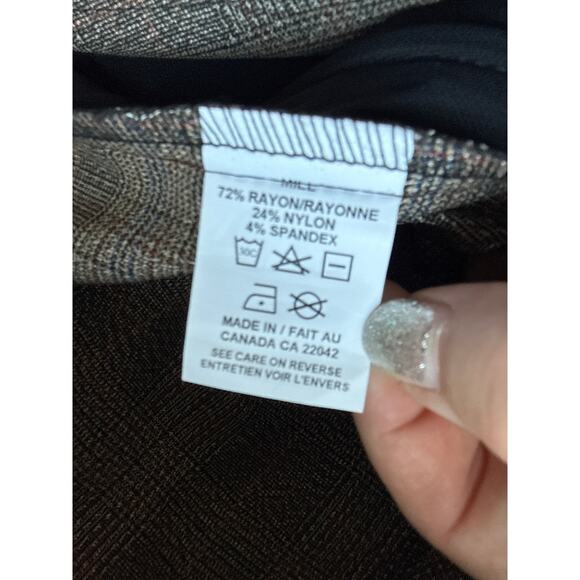 MILL
72% RAYON/RAYONNE
24% NYLON
4% SPANDEX
30C
MADE IN / FAIT AU
CANADA CA 22042
SEE CARE ON REVERSE
ENTRETIEN VOIR L'ENVERS